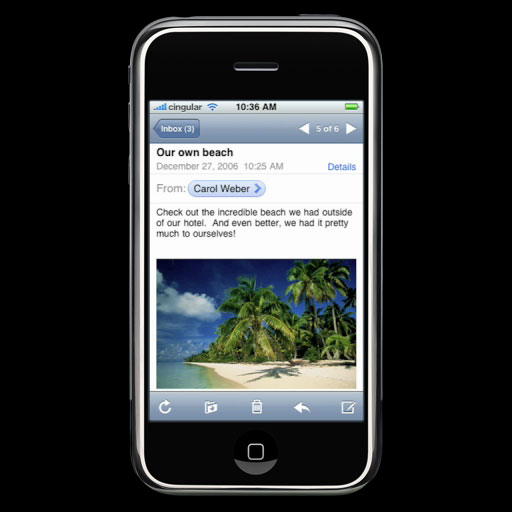 cingular 10:36 AM
Inbox (3) 5 of 6
Our own beach
December 27, 2006 10:25 AM Details
From: Carol Weber
Check out the incredible beach we had outside
of our hotel. And even better, we had it pretty
much to ourselves!